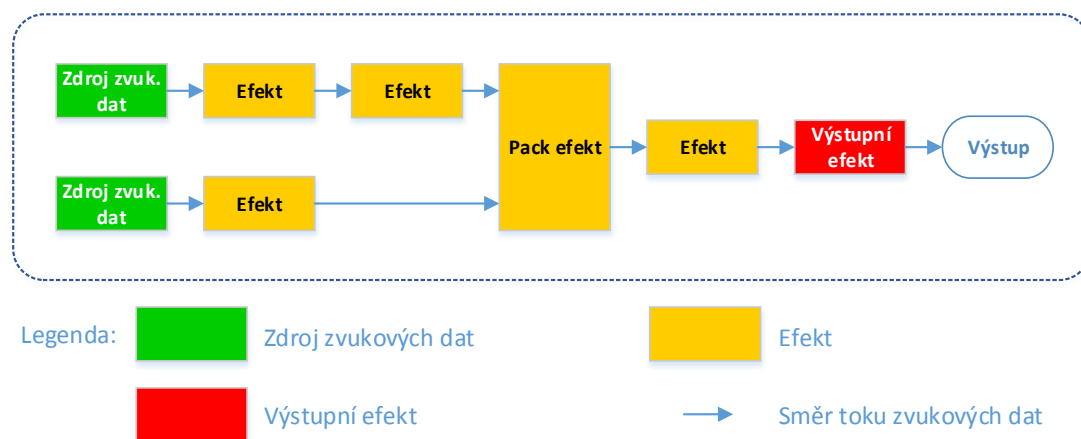 Zdroj zvuk.
dat
Efekt
Efekt
Pack efekt
Efekt
Výstupní
efekt
Výstup
Zdroj zvuk.
dat
Efekt
Legenda:
Zdroj zvukových dat
Efekt
Výstupní efekt
Směr toku zvukových dat